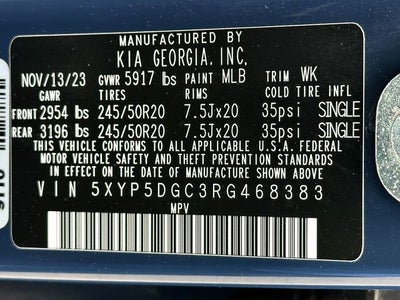 MANUFACTURED BY
KIA GEORGIA, INC.
NOV/13/23 GVWR 5917 lbs PAINT MLB TRIM WK
GAWR TIRES COLD TIRE INFL
FRONT 2954 lbs 245/50R20 7.5Jx20 35psi SINGLE
REAR 3196 lbs 245/50R20 7.5Jx20 35psi SINGLE
THIS VEHICLE CONFORMS TO ALL APPLICABLE U.S.A. FEDERAL
MOTOR VEHICLE SAFETY AND THEFT PREVENTION STANDARDS
IN EFFECT ON THE DATE OF MANUFACTURE SHOWN ABOVE.
VIN 5XYP5DGC3RG468383
MPV